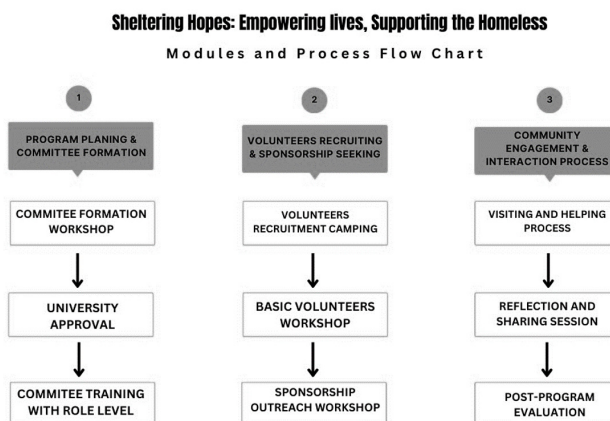 Sheltering Hopes: Empowering lives, Supporting the Homeless
Modules and Process Flow Chart
1
PROGRAM PLANING &
COMMITTEE FORMATION
COMMITEE FORMATION
WORKSHOP
UNIVERSITY
APPROVAL
COMMITEE TRAINING
WITH ROLE LEVEL
2
VOLUNTEERS RECRUITING
& SPONSORSHIP SEEKING
VOLUNTEERS
RECRUITMENT CAMPING
BASIC VOLUNTEERS
WORKSHOP
SPONSORSHIP
OUTREACH WORKSHOP
3
COMMUNITY
ENGAGEMENT &
INTERACTION PROCESS
VISITING AND HELPING
PROCESS
REFLECTION AND
SHARING SESSION
POST-PROGRAM
EVALUATION